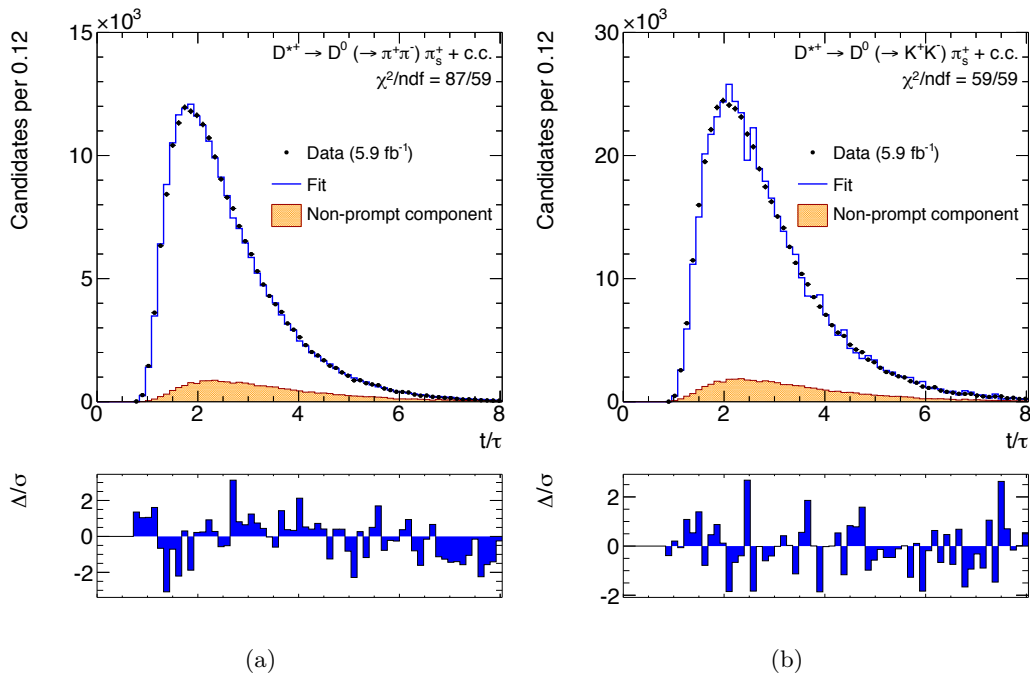 ×10³
15
10
5
0
Candidates per 0.12
D*⁺ → D⁰ (→ π⁺π⁻) πₛ⁺ + c.c.
χ²/ndf = 87/59
Data (5.9 fb⁻¹)
Fit
Non-prompt component
0 2 4 6 8
t/τ
Δ/σ
2
0
-2
(a)
×10³
30
20
10
0
Candidates per 0.12
D*⁺ → D⁰ (→ K⁺K⁻) πₛ⁺ + c.c.
χ²/ndf = 59/59
Data (5.9 fb⁻¹)
Fit
Non-prompt component
0 2 4 6 8
t/τ
Δ/σ
2
0
-2
(b)